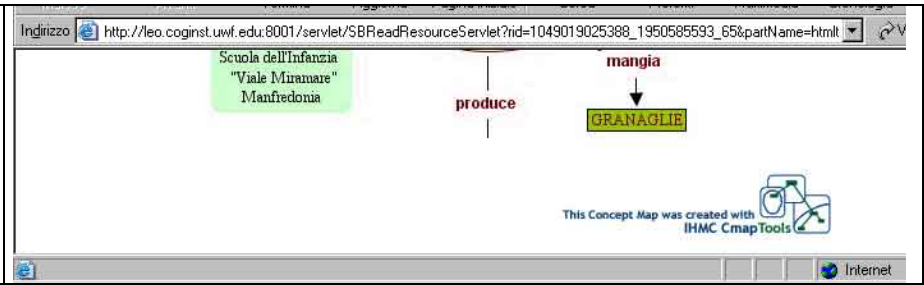 Indirizzo http://leo.coginst.uwf.edu:8001/servlet/SBReadResourceServlet?rid=1049019025388_1950585593_65&partName=htmlt
Scuola dell'Infanzia
"Viale Miramare"
Manfredonia
mangia
produce
GRANAGLIE
This Concept Map was created with
IHMC CmapTools
Internet